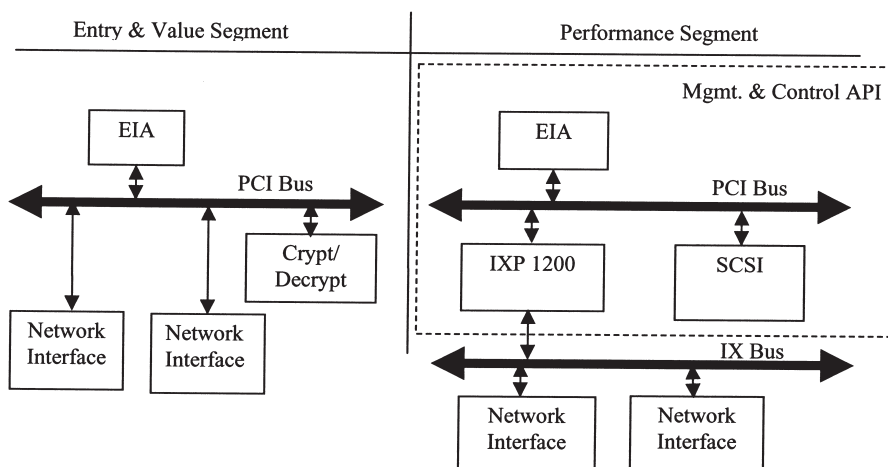 Entry & Value Segment
EIA
PCI Bus
Crypt/
Decrypt
Network
Interface
Network
Interface
Performance Segment
Mgmt. & Control API
EIA
PCI Bus
IXP 1200
SCSI
IX Bus
Network
Interface
Network
Interface